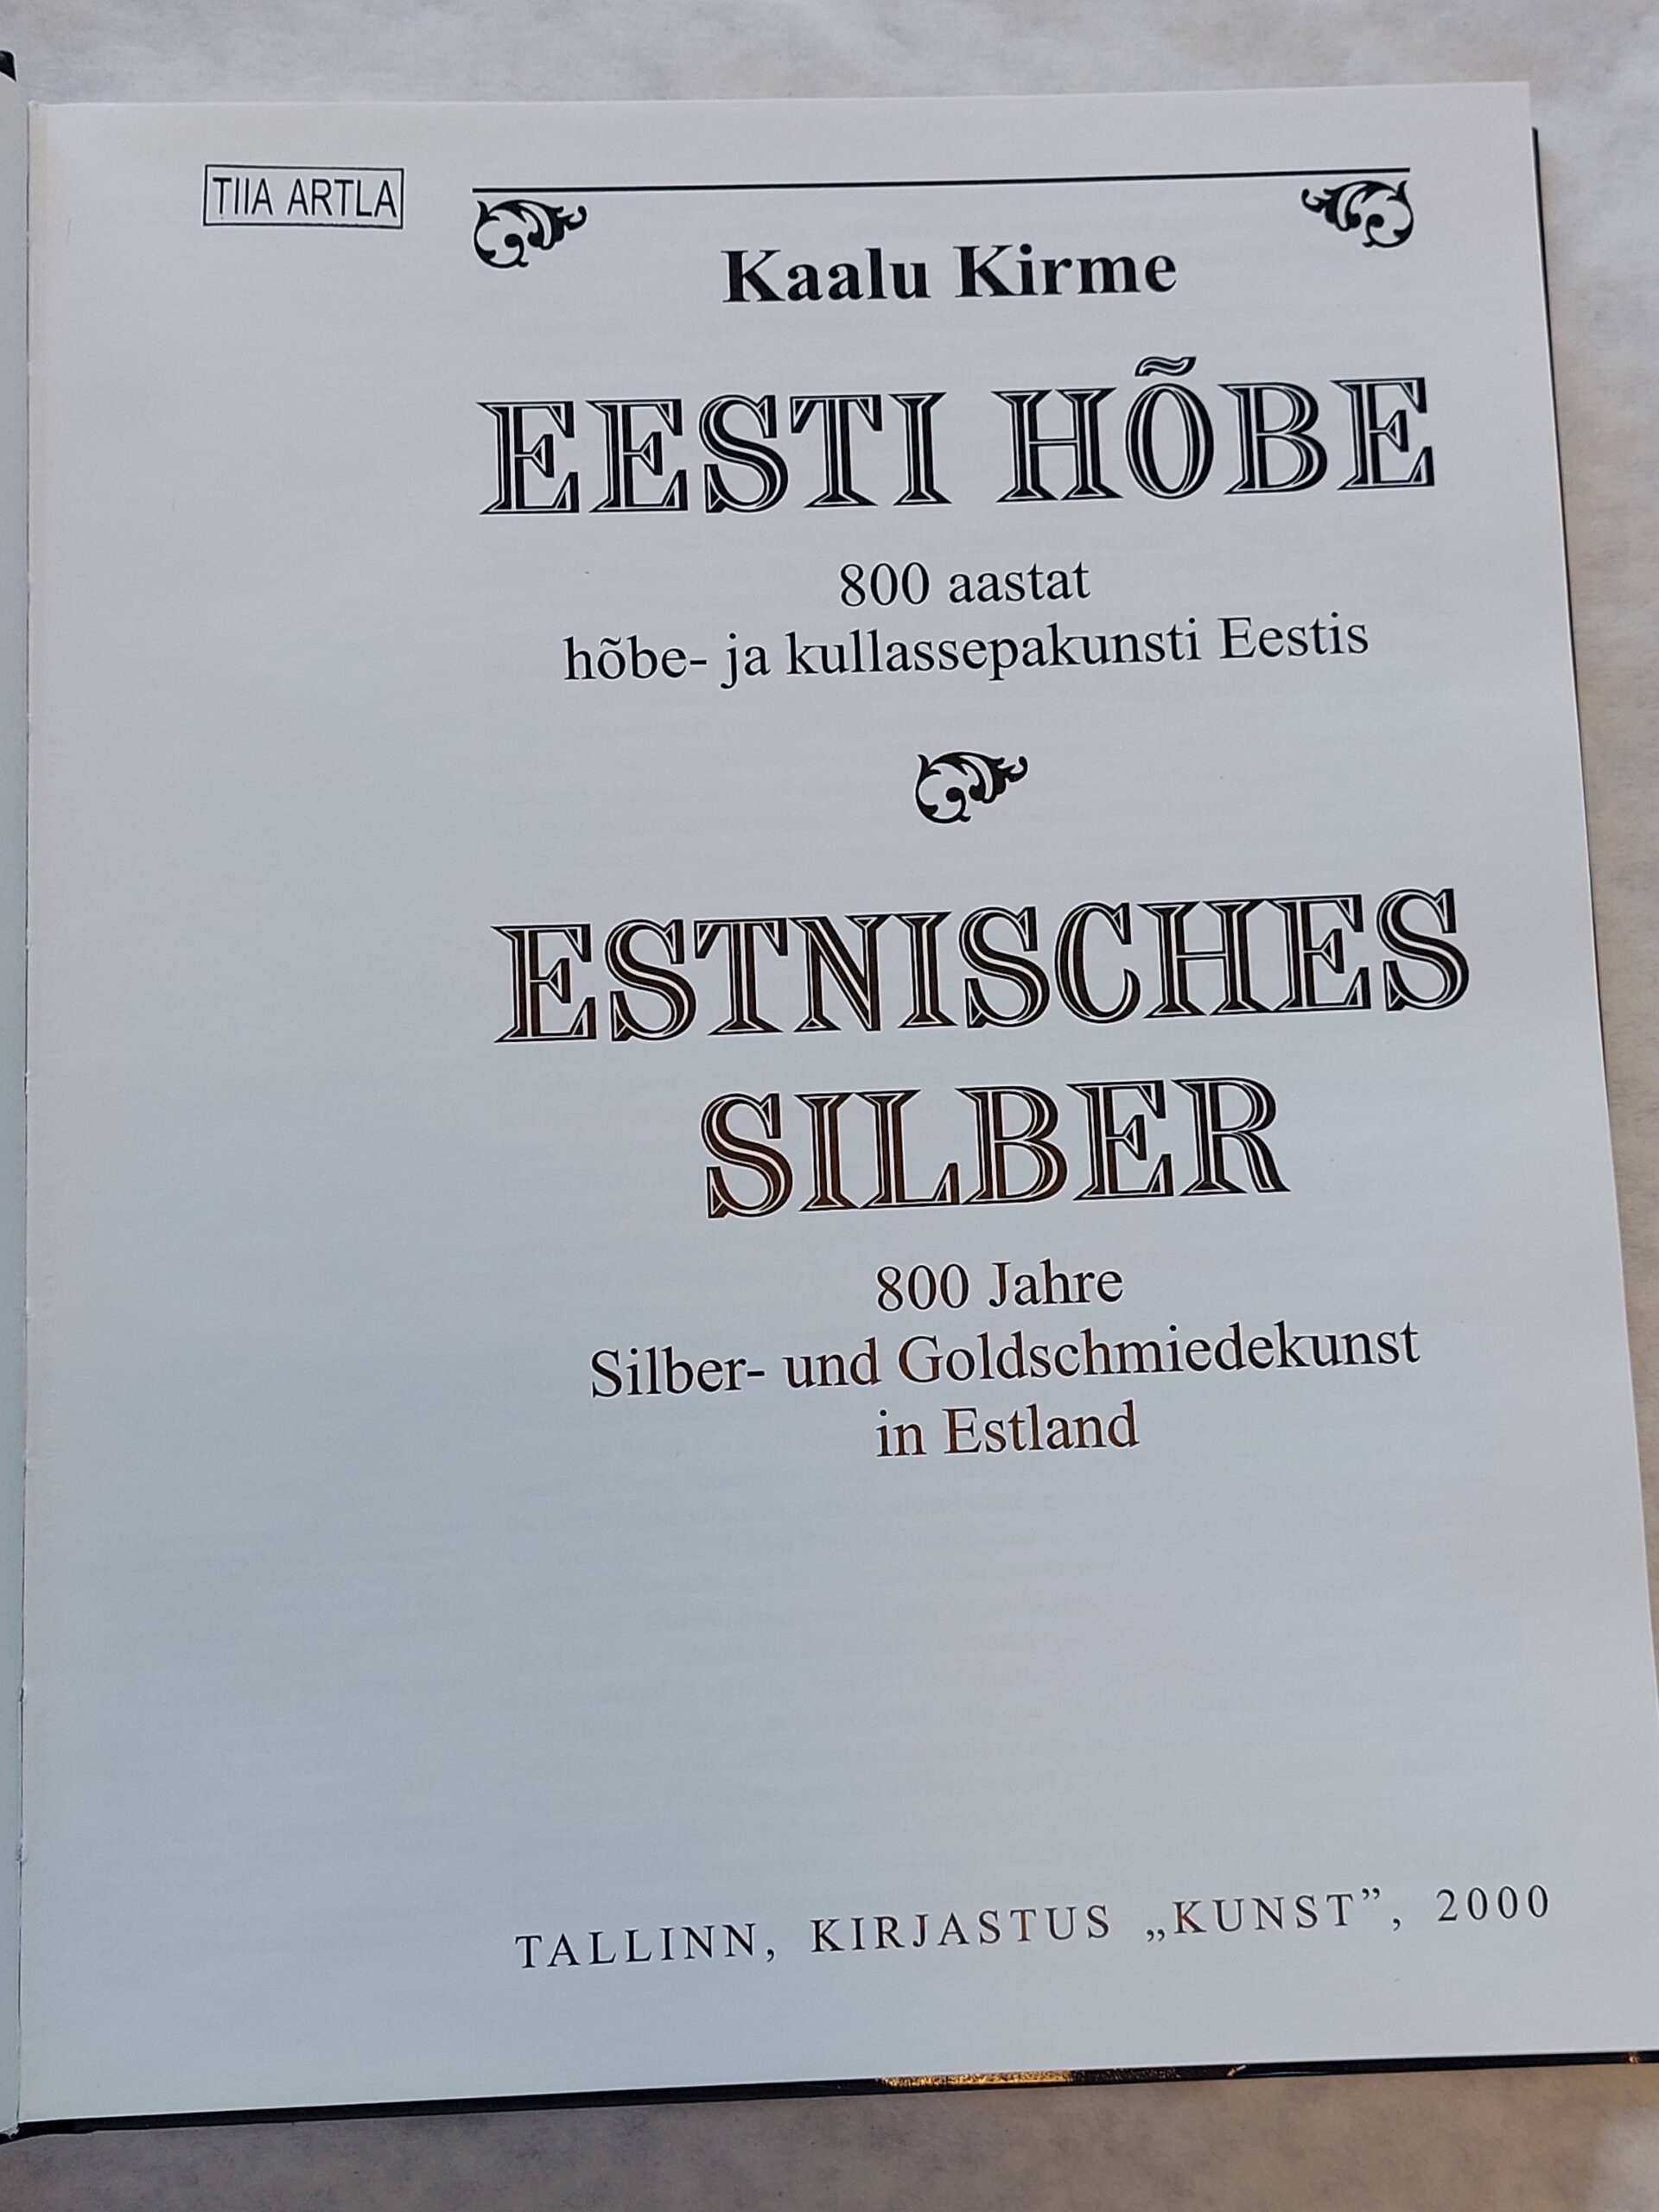 TIIA ARTLA
Kaalu Kirme
EESTI HÕBE
800 aastat
hõbe- ja kullassepakunsti Eestis
ESTNISCHES
SILBER
800 Jahre
Silber- und Goldschmiedekunst
in Estland
TALLINN, KIRJASTUS „KUNST”, 2000